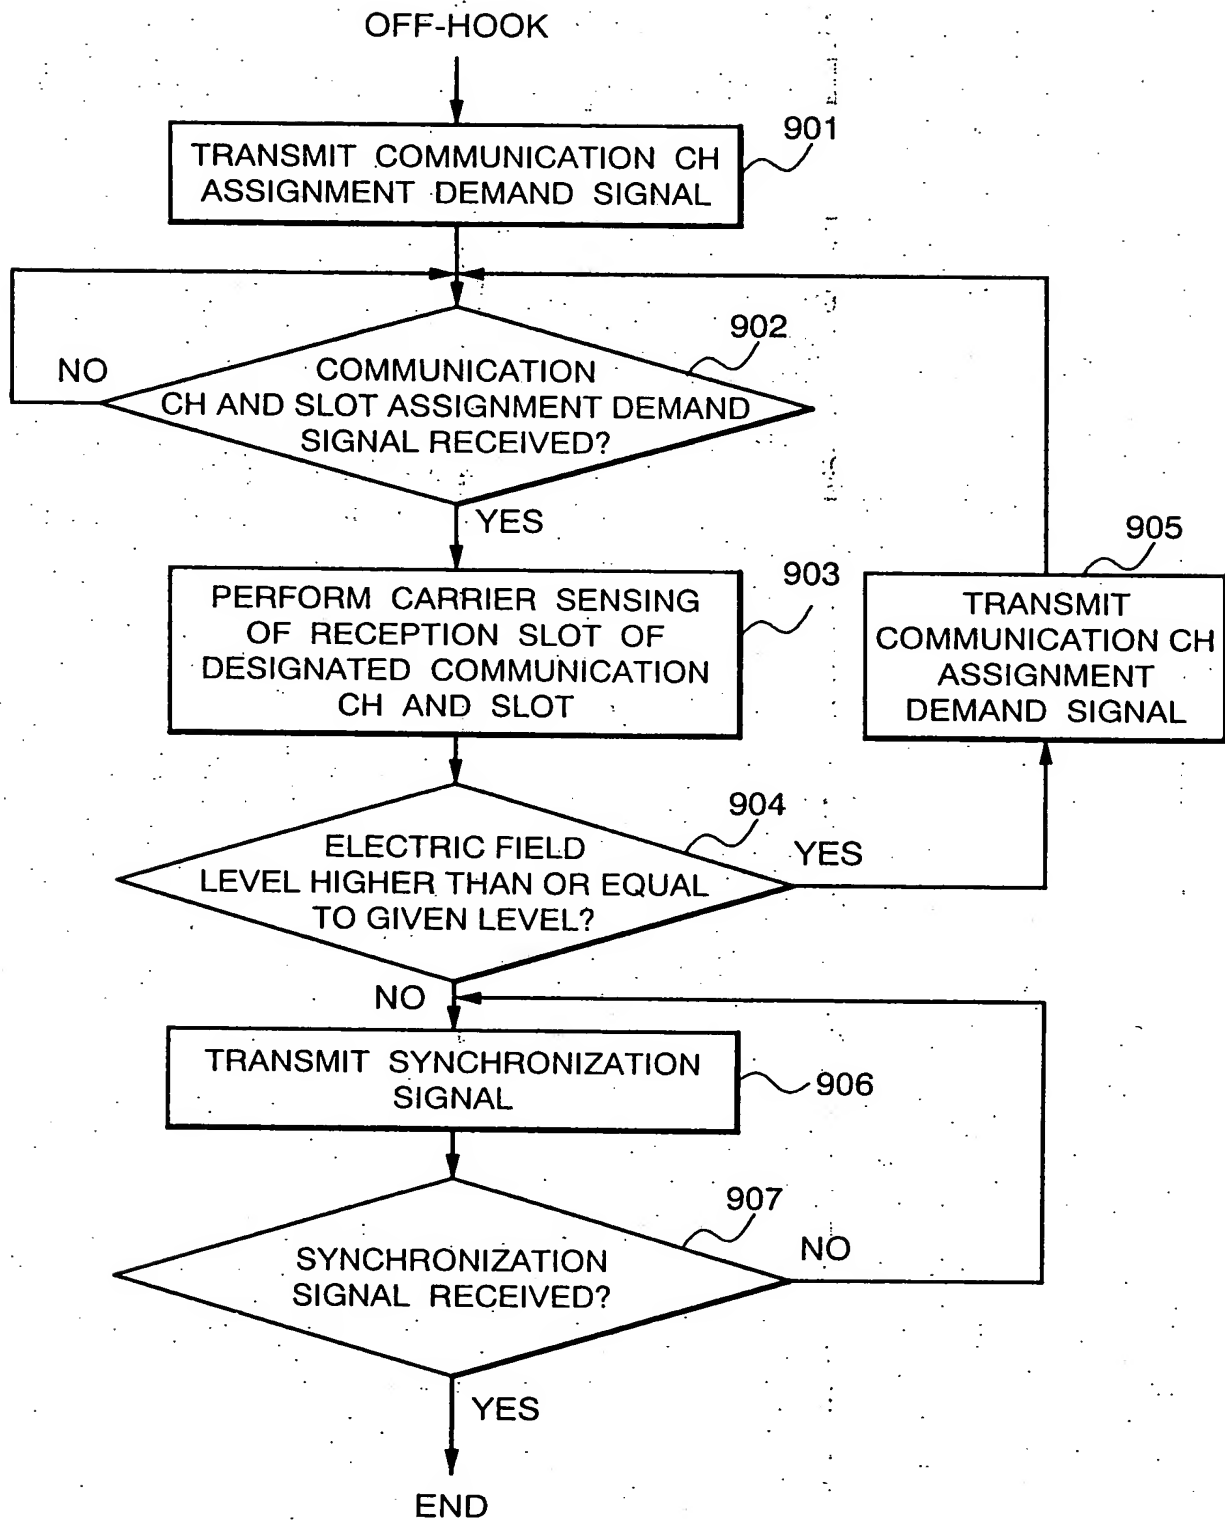 OFF-HOOK
901
TRANSMIT COMMUNICATION CH
ASSIGNMENT DEMAND SIGNAL
902
NO
COMMUNICATION
CH AND SLOT ASSIGNMENT DEMAND
SIGNAL RECEIVED?
YES
903
PERFORM CARRIER SENSING
OF RECEPTION SLOT OF
DESIGNATED COMMUNICATION
CH AND SLOT
905
TRANSMIT
COMMUNICATION CH
ASSIGNMENT
DEMAND SIGNAL
904
ELECTRIC FIELD
LEVEL HIGHER THAN OR EQUAL
TO GIVEN LEVEL?
YES
NO
TRANSMIT SYNCHRONIZATION
SIGNAL
906
907
SYNCHRONIZATION
SIGNAL RECEIVED?
NO
YES
END